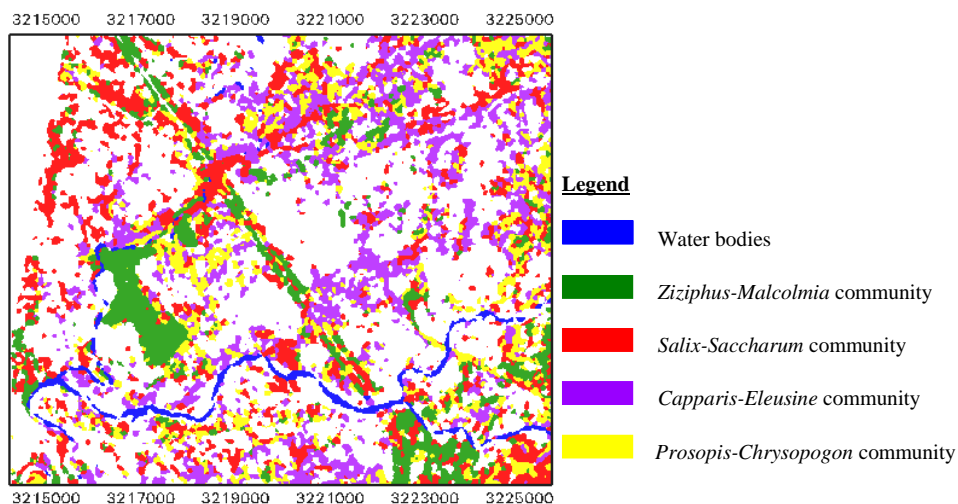 3215000 3217000 3219000 3221000 3223000 3225000
Legend
Water bodies
Ziziphus-Malcolmia community
Salix-Saccharum community
Capparis-Eleusine community
Prosopis-Chrysopogon community
3215000 3217000 3219000 3221000 3223000 3225000